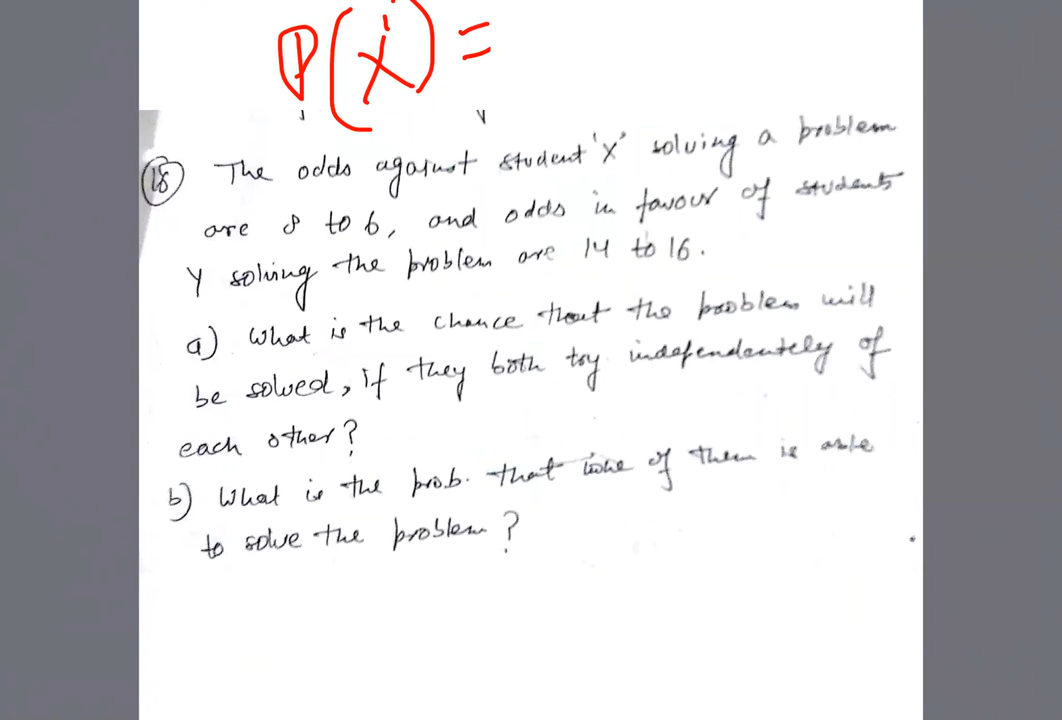 P(X) =
(18) The odds against student 'X' solving a problem
are 8 to 6, and odds in favour of students
Y solving the problem are 14 to 16.
a) What is the chance that the problem will
be solved, if they both try independently of
each other?
b) What is the prob. that of them is able
to solve the problem?